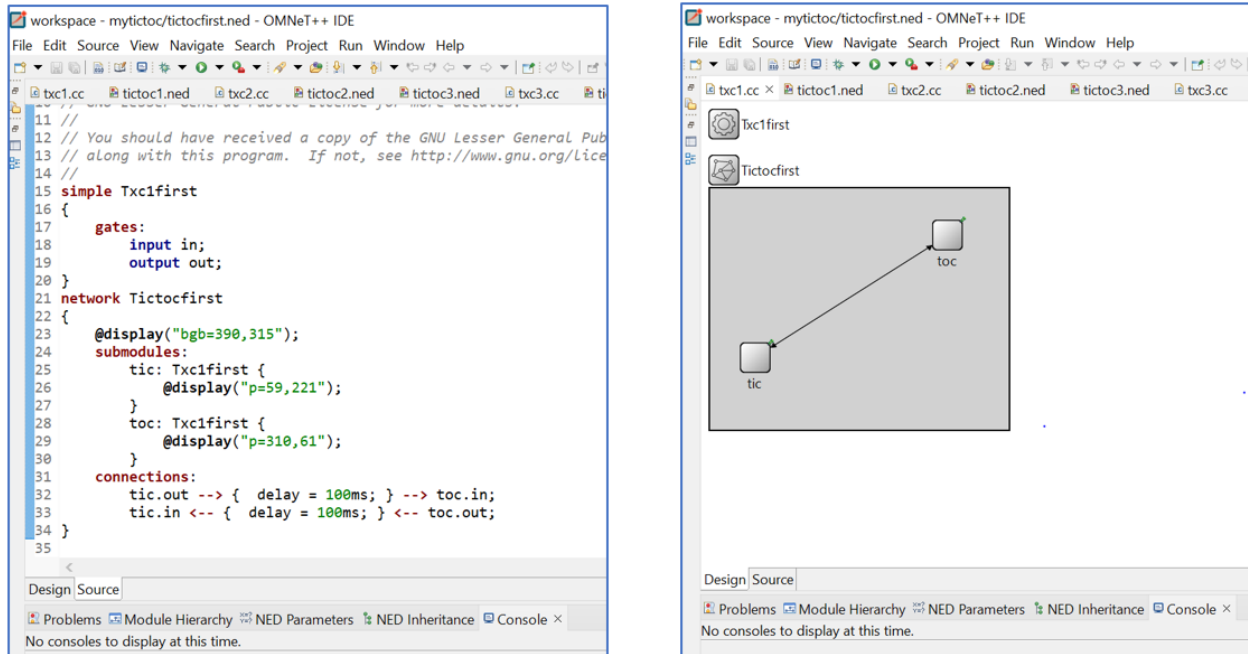 workspace - mytictoc/tictocfirst.ned - OMNeT++ IDE
File Edit Source View Navigate Search Project Run Window Help
txc1.cc tictoc1.ned txc2.cc tictoc2.ned tictoc3.ned txc3.cc
10 // GNU Lesser General Public License for more details.
11 //
12 // You should have received a copy of the GNU Lesser General Pub
13 // along with this program. If not, see http://www.gnu.org/lice
14 //
15 simple Txc1first
16 {
17 gates:
18 input in;
19 output out;
20 }
21 network Tictocfirst
22 {
23 @display("bgb=390,315");
24 submodules:
25 tic: Txc1first {
26 @display("p=59,221");
27 }
28 toc: Txc1first {
29 @display("p=310,61");
30 }
31 connections:
32 tic.out --> { delay = 100ms; } --> toc.in;
33 tic.in <-- { delay = 100ms; } <-- toc.out;
34 }
35
Design Source
Problems Module Hierarchy NED Parameters NED Inheritance Console
No consoles to display at this time.
workspace - mytictoc/tictocfirst.ned - OMNeT++ IDE
File Edit Source View Navigate Search Project Run Window Help
txc1.cc tictoc1.ned txc2.cc tictoc2.ned tictoc3.ned txc3.cc
Txc1first
Tictocfirst
toc
tic
Design Source
Problems Module Hierarchy NED Parameters NED Inheritance Console
No consoles to display at this time.